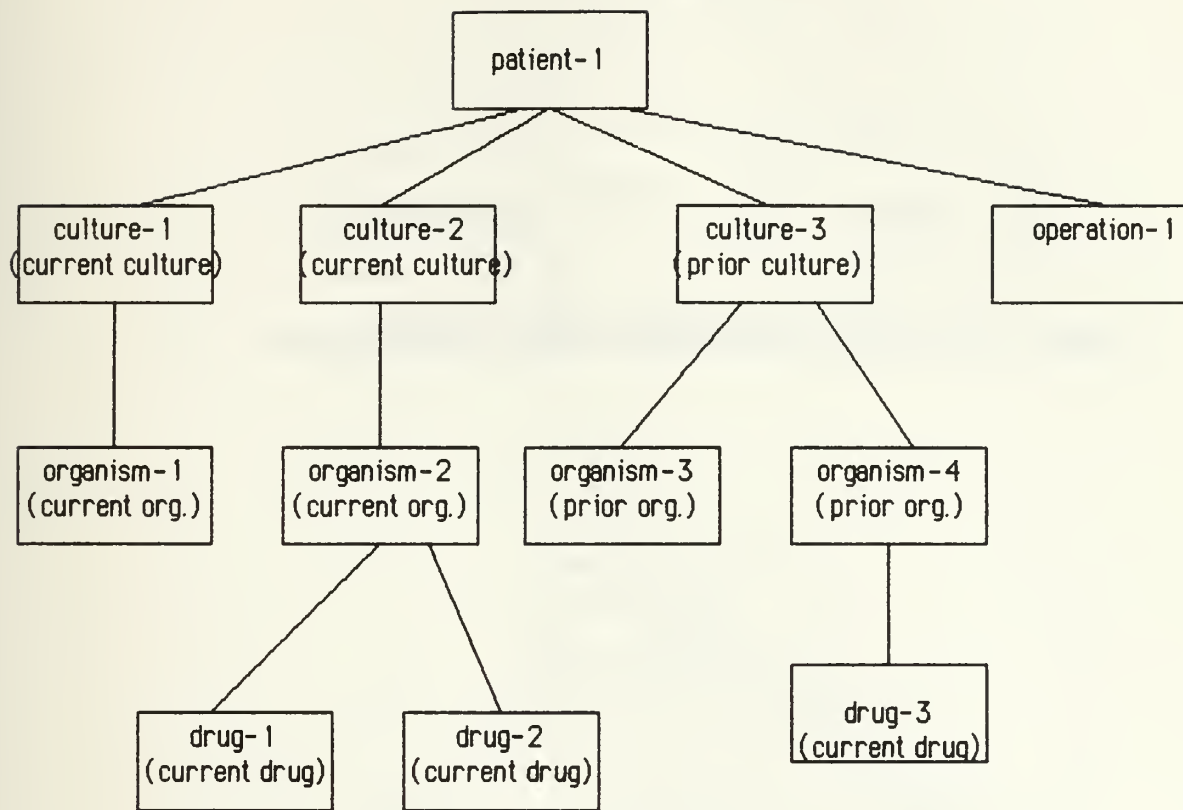 patient-1
culture-1
(current culture)
culture-2
(current culture)
culture-3
(prior culture)
operation-1
organism-1
(current org.)
organism-2
(current org.)
organism-3
(prior org.)
organism-4
(prior org.)
drug-1
(current drug)
drug-2
(current drug)
drug-3
(current drug)